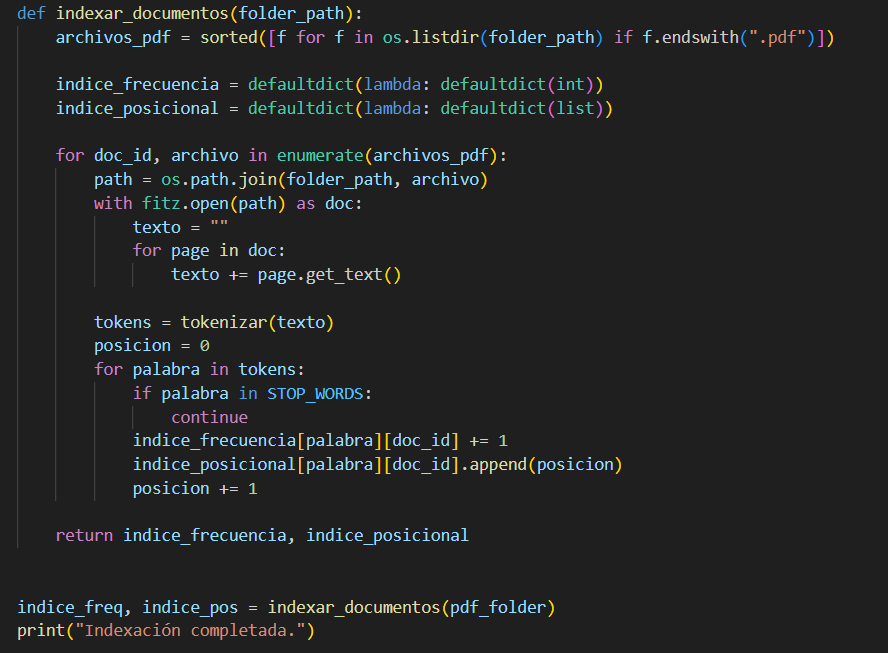 def indexar_documentos(folder_path):
    archivos_pdf = sorted([f for f in os.listdir(folder_path) if f.endswith(".pdf")])

    indice_frecuencia = defaultdict(lambda: defaultdict(int))
    indice_posicional = defaultdict(lambda: defaultdict(list))

    for doc_id, archivo in enumerate(archivos_pdf):
        path = os.path.join(folder_path, archivo)
        with fitz.open(path) as doc:
            texto = ""
            for page in doc:
                texto += page.get_text()

        tokens = tokenizar(texto)
        posicion = 0
        for palabra in tokens:
            if palabra in STOP_WORDS:
                continue
            indice_frecuencia[palabra][doc_id] += 1
            indice_posicional[palabra][doc_id].append(posicion)
            posicion += 1

    return indice_frecuencia, indice_posicional


indice_freq, indice_pos = indexar_documentos(pdf_folder)
print("Indexación completada.")